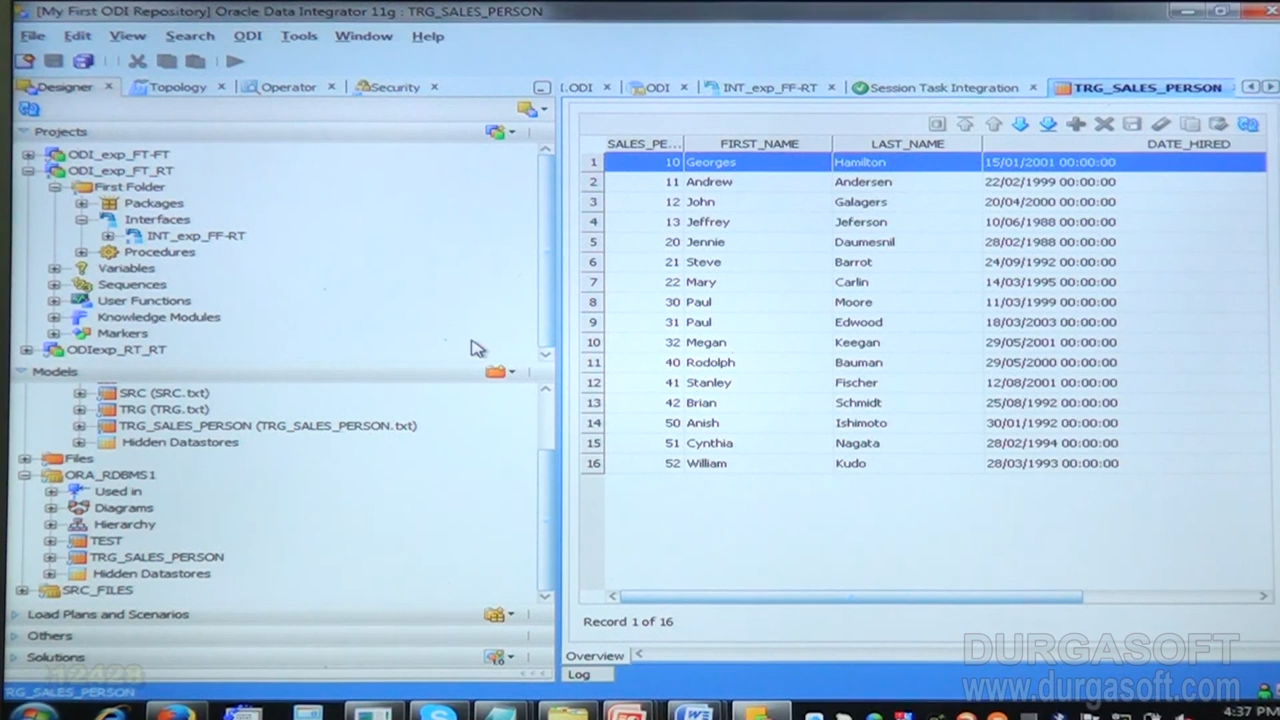 [My First ODI Repository] Oracle Data Integrator 11g : TRG_SALES_PERSON
File Edit View Search ODI Tools Window Help
Designer Topology Operator Security
.ODI ODI INT_exp_FF-RT Session Task Integration TRG_SALES_PERSON
Projects
ODI_exp_FT-FT
ODI_exp_FT_RT
First Folder
Packages
Interfaces
INT_exp_FF-RT
Procedures
Variables
Sequences
User Functions
Knowledge Modules
Markers
ODIexp_RT_RT
Models
SRC (SRC.txt)
TRG (TRG.txt)
TRG_SALES_PERSON (TRG_SALES_PERSON.txt)
Hidden Datastores
Files
ORA_RDBMS1
Used in
Diagrams
Hierarchy
TEST
TRG_SALES_PERSON
Hidden Datastores
SRC_FILES
Load Plans and Scenarios
Others
Solutions
TRG_SALES_PERSON
SALES_PE... FIRST_NAME LAST_NAME DATE_HIRED
1 10 Georges Hamilton 15/01/2001 00:00:00
2 11 Andrew Andersen 22/02/1999 00:00:00
3 12 John Galagers 20/04/2000 00:00:00
4 13 Jeffrey Jeferson 10/06/1988 00:00:00
5 20 Jennie Daumesnil 28/02/1988 00:00:00
6 21 Steve Barrot 24/09/1992 00:00:00
7 22 Mary Carlin 14/03/1995 00:00:00
8 30 Paul Moore 11/03/1999 00:00:00
9 31 Paul Edwood 18/03/2003 00:00:00
10 32 Megan Keegan 29/05/2001 00:00:00
11 40 Rodolph Bauman 29/05/2000 00:00:00
12 41 Stanley Fischer 12/08/2001 00:00:00
13 42 Brian Schmidt 25/08/1992 00:00:00
14 50 Anish Ishimoto 30/01/1992 00:00:00
15 51 Cynthia Nagata 28/02/1994 00:00:00
16 52 William Kudo 28/03/1993 00:00:00
Record 1 of 16
Overview
Log
DURGASOFT
www.durgasoft.com
4:37 PM